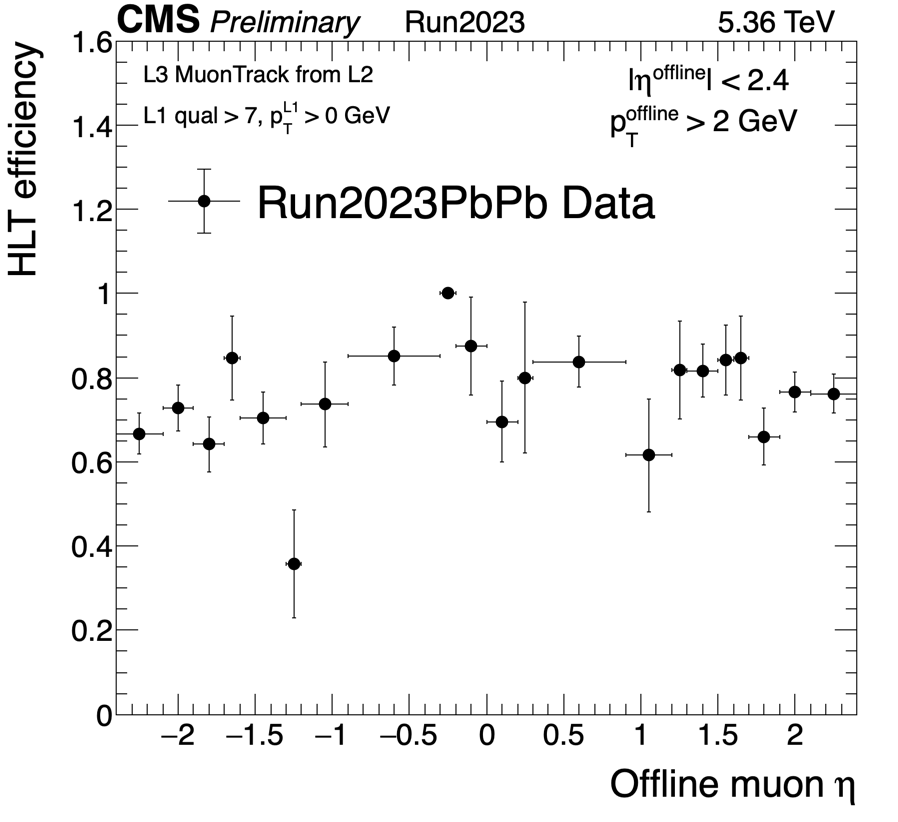 CMS Preliminary Run2023 5.36 TeV
L3 MuonTrack from L2
|η^offline| < 2.4
L1 qual > 7, p_T^L1 > 0 GeV
p_T^offline > 2 GeV
Run2023PbPb Data
HLT efficiency
1.6
1.4
1.2
1
0.8
0.6
0.4
0.2
0
−2 −1.5 −1 −0.5 0 0.5 1 1.5 2
Offline muon η